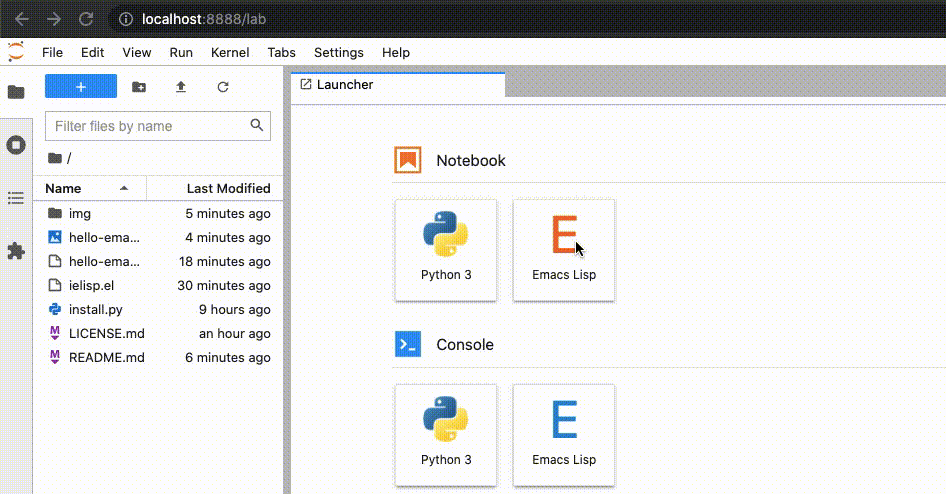 localhost:8888/lab
File Edit View Run Kernel Tabs Settings Help
Launcher
Filter files by name
/
Name Last Modified
img 5 minutes ago
hello-ema... 4 minutes ago
hello-ema... 18 minutes ago
ielisp.el 30 minutes ago
install.py 9 hours ago
LICENSE.md an hour ago
README.md 6 minutes ago
Notebook
Python 3
E
Emacs Lisp
Console
Python 3
E
Emacs Lisp